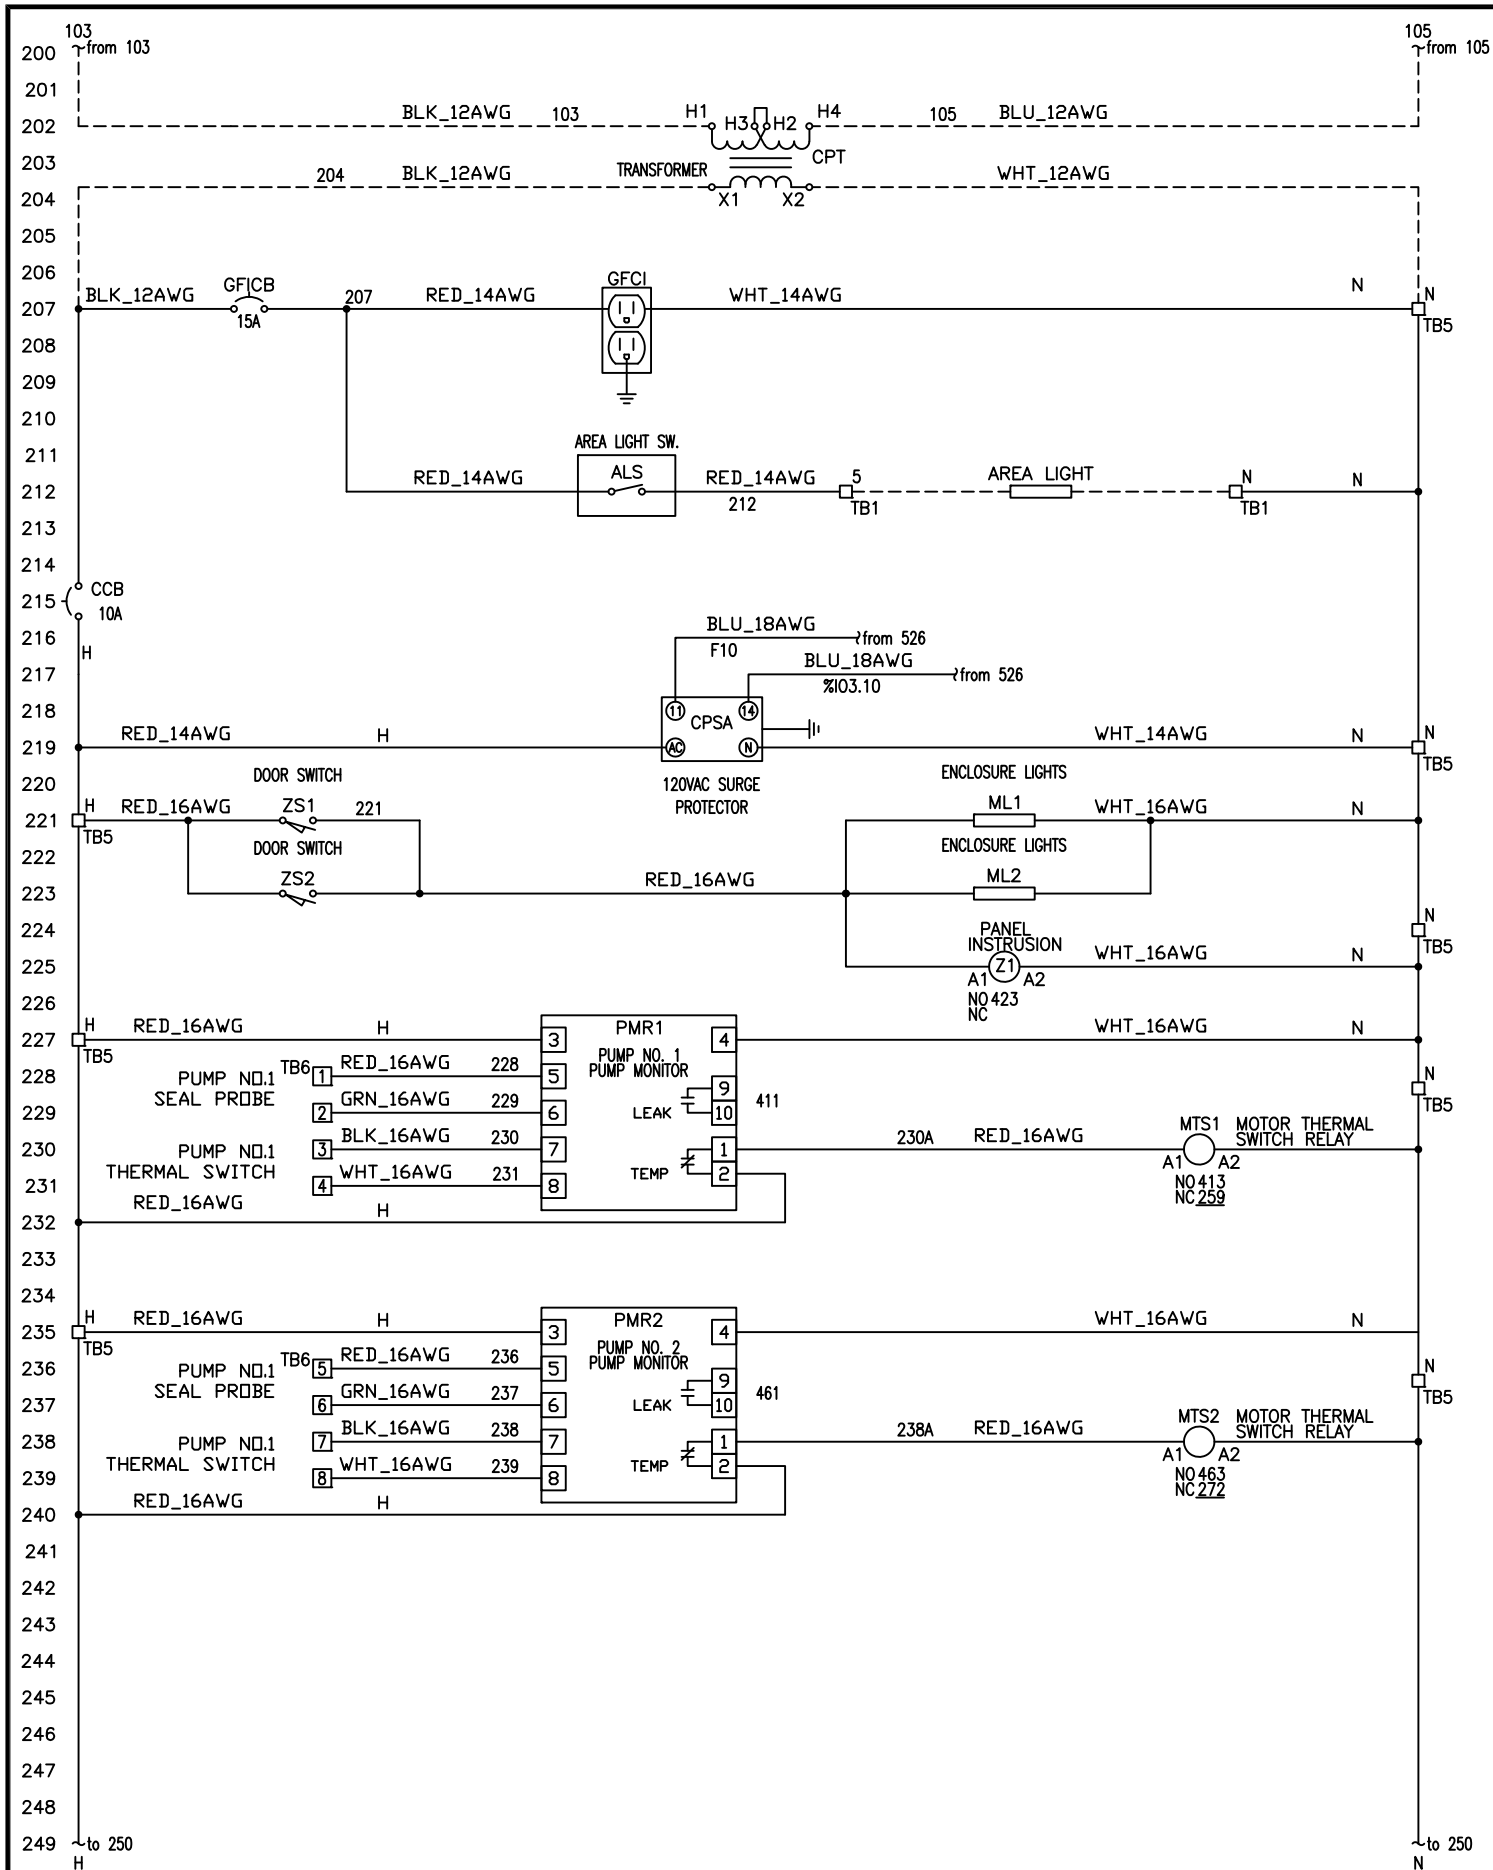 103
105
200
from 103
from 105
201
BLK_12AWG 103 H1 H4 105 BLU_12AWG
202
H3 H2
203
CPT
204 BLK_12AWG TRANSFORMER WHT_12AWG
204
X1 X2
205
206
GFCI
BLK_12AWG GFICB 207 RED_14AWG WHT_14AWG N N
207
15A
TB5
208
209
210
211
AREA LIGHT SW.
RED_14AWG ALS RED_14AWG 5 AREA LIGHT N N
212
212 TB1 TB1
213
214
CCB
215
10A
216
BLU_18AWG
from 526
H
F10
BLU_18AWG
217
from 526
%I03.10
218
11 CPSA 14
RED_14AWG H WHT_14AWG N N
219
AC N
TB5
220
DOOR SWITCH
ENCLOSURE LIGHTS
120VAC SURGE
PROTECTOR
H RED_16AWG ZS1 221 ML1 WHT_16AWG N
221
TB5
222
DOOR SWITCH
ENCLOSURE LIGHTS
ZS2 RED_16AWG ML2
223
224
N
TB5
PANEL
INSTRUSION
WHT_16AWG N
225
Z1
A1 A2
226
NO 423
NC
H RED_16AWG H PMR1 WHT_16AWG N
227
3 4
TB5
PUMP NO. 1
PUMP MONITOR
228
PUMP NO.1
SEAL PROBE
TB6 1 RED_16AWG 228 5
N
TB5
9
411
229
2 GRN_16AWG 229 6
LEAK 10
230
PUMP NO.1
THERMAL SWITCH
3 BLK_16AWG 230 7
1 230A RED_16AWG MTS1 MOTOR THERMAL
SWITCH RELAY
A1 A2
231
4 WHT_16AWG 231 8
TEMP 2
NO 413
NC 259
RED_16AWG H
232
233
234
H RED_16AWG H PMR2 WHT_16AWG N
235
3 4
TB5
PUMP NO. 2
PUMP MONITOR
236
PUMP NO.1
SEAL PROBE
TB6 5 RED_16AWG 236 5
N
TB5
9
461
237
6 GRN_16AWG 237 6
LEAK 10
238
PUMP NO.1
THERMAL SWITCH
7 BLK_16AWG 238 7
1 238A RED_16AWG MTS2 MOTOR THERMAL
SWITCH RELAY
A1 A2
239
8 WHT_16AWG 239 8
TEMP 2
NO 463
NC 272
RED_16AWG H
240
241
242
243
244
245
246
247
248
249
to 250
to 250
H
N